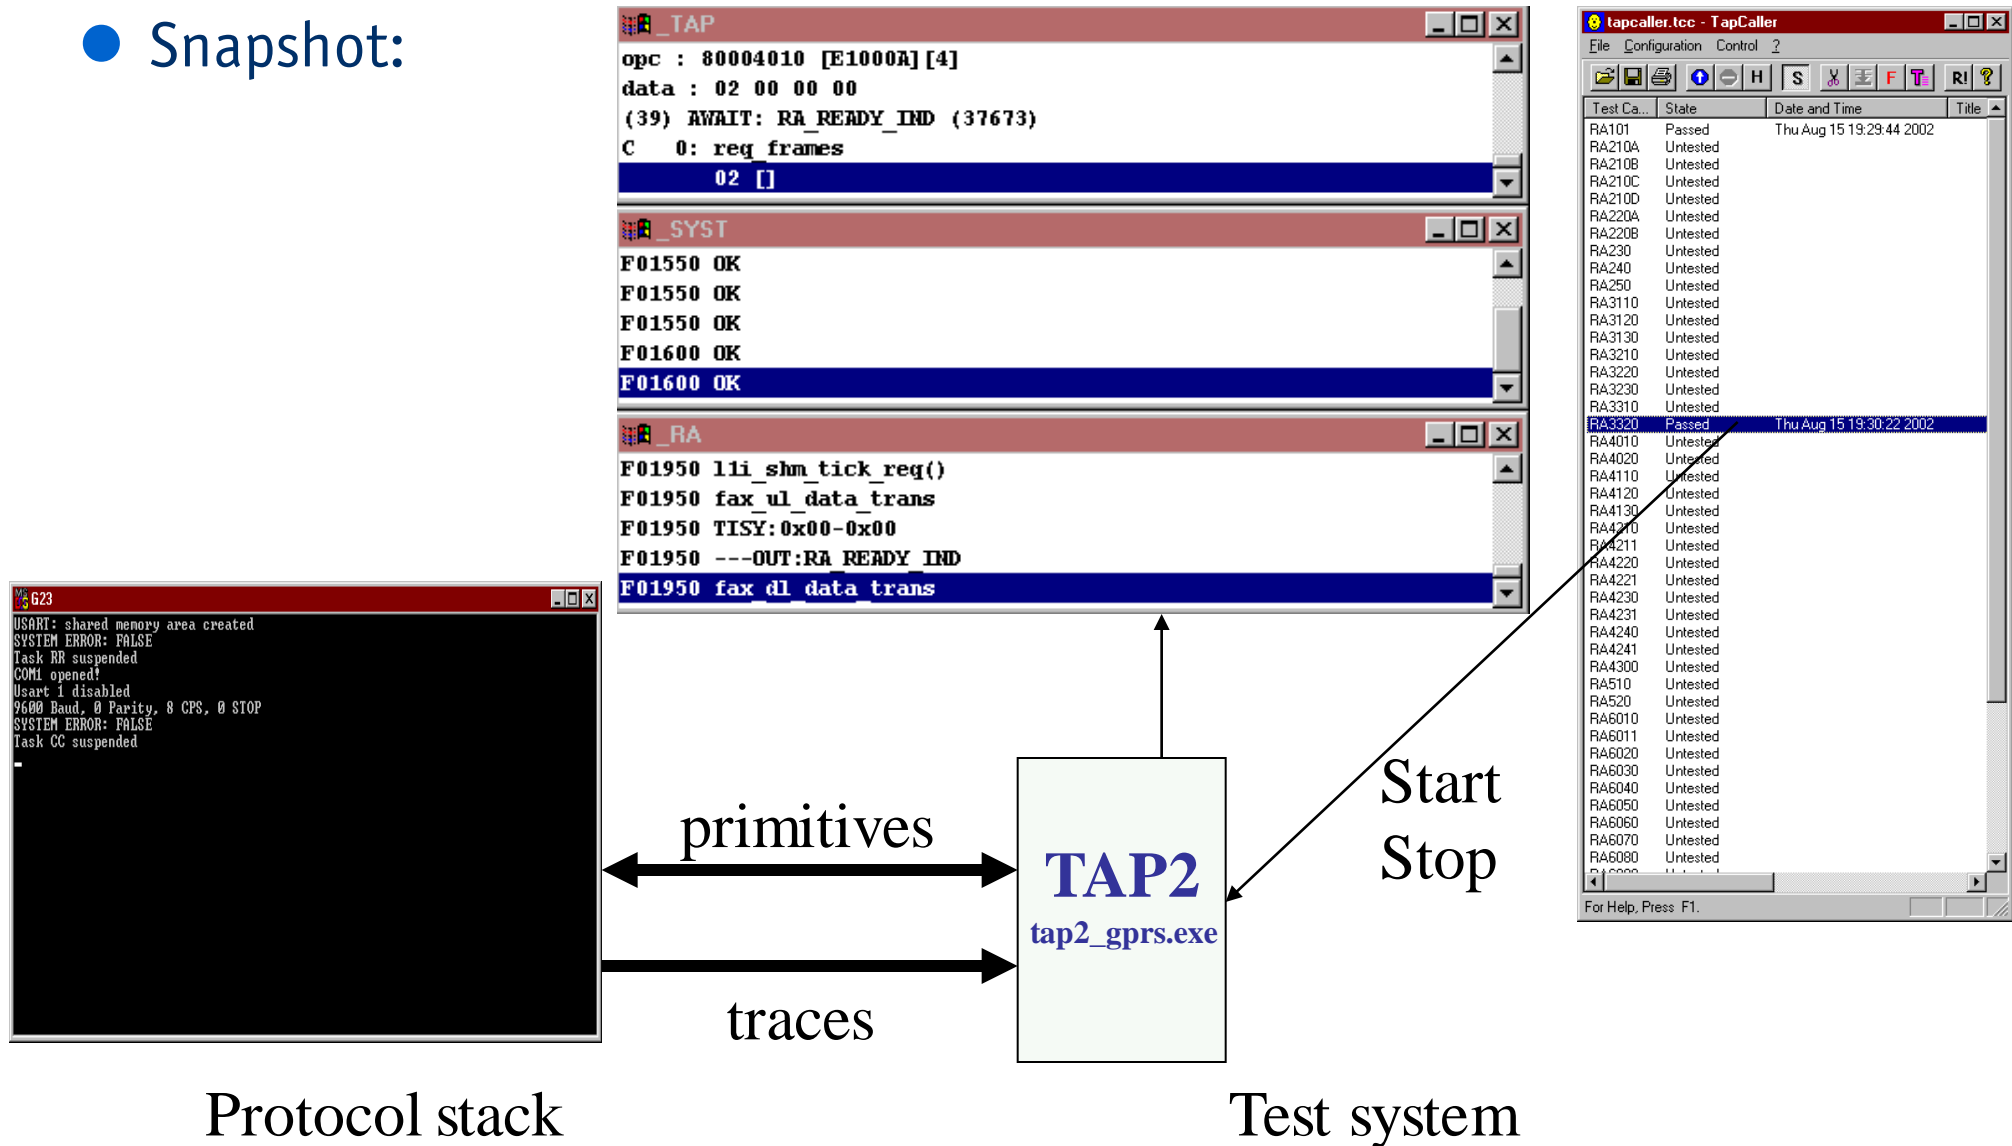 Snapshot:
_TAP
opc : 80004010 [E1000A][4]
data : 02 00 00 00
(39) AWAIT: RA_READY_IND (37673)
C 0: req_frames
02 []
_SYST
F01550 OK
F01550 OK
F01550 OK
F01600 OK
F01600 OK
_RA
F01950 l1i_shm_tick_req()
F01950 fax_ul_data_trans
F01950 TISY:0x00-0x00
F01950 ---OUT:RA_READY_IND
F01950 fax_dl_data_trans
tapcaller.tcc - TapCaller
File Configuration Control ?
H S F T R! ?
Test Ca... State Date and Time Title
RA101 Passed Thu Aug 15 19:29:44 2002
RA210A Untested
RA210B Untested
RA210C Untested
RA210D Untested
RA220A Untested
RA220B Untested
RA230 Untested
RA240 Untested
RA250 Untested
RA3110 Untested
RA3120 Untested
RA3130 Untested
RA3210 Untested
RA3220 Untested
RA3230 Untested
RA3310 Untested
RA3320 Passed Thu Aug 15 19:30:22 2002
RA4010 Untested
RA4020 Untested
RA4110 Untested
RA4120 Untested
RA4130 Untested
RA4210 Untested
RA4211 Untested
RA4220 Untested
RA4221 Untested
RA4230 Untested
RA4231 Untested
RA4240 Untested
RA4241 Untested
RA4300 Untested
RA510 Untested
RA520 Untested
RA6010 Untested
RA6011 Untested
RA6020 Untested
RA6030 Untested
RA6040 Untested
RA6050 Untested
RA6060 Untested
RA6070 Untested
RA6080 Untested
For Help, Press F1.
G23
USART: shared memory area created
SYSTEM ERROR: FALSE
Task RR suspended
COM1 opened!
Usart 1 disabled
9600 Baud, 0 Parity, 8 CPS, 0 STOP
SYSTEM ERROR: FALSE
Task CC suspended
primitives
traces
TAP2
tap2_gprs.exe
Start
Stop
Protocol stack
Test system